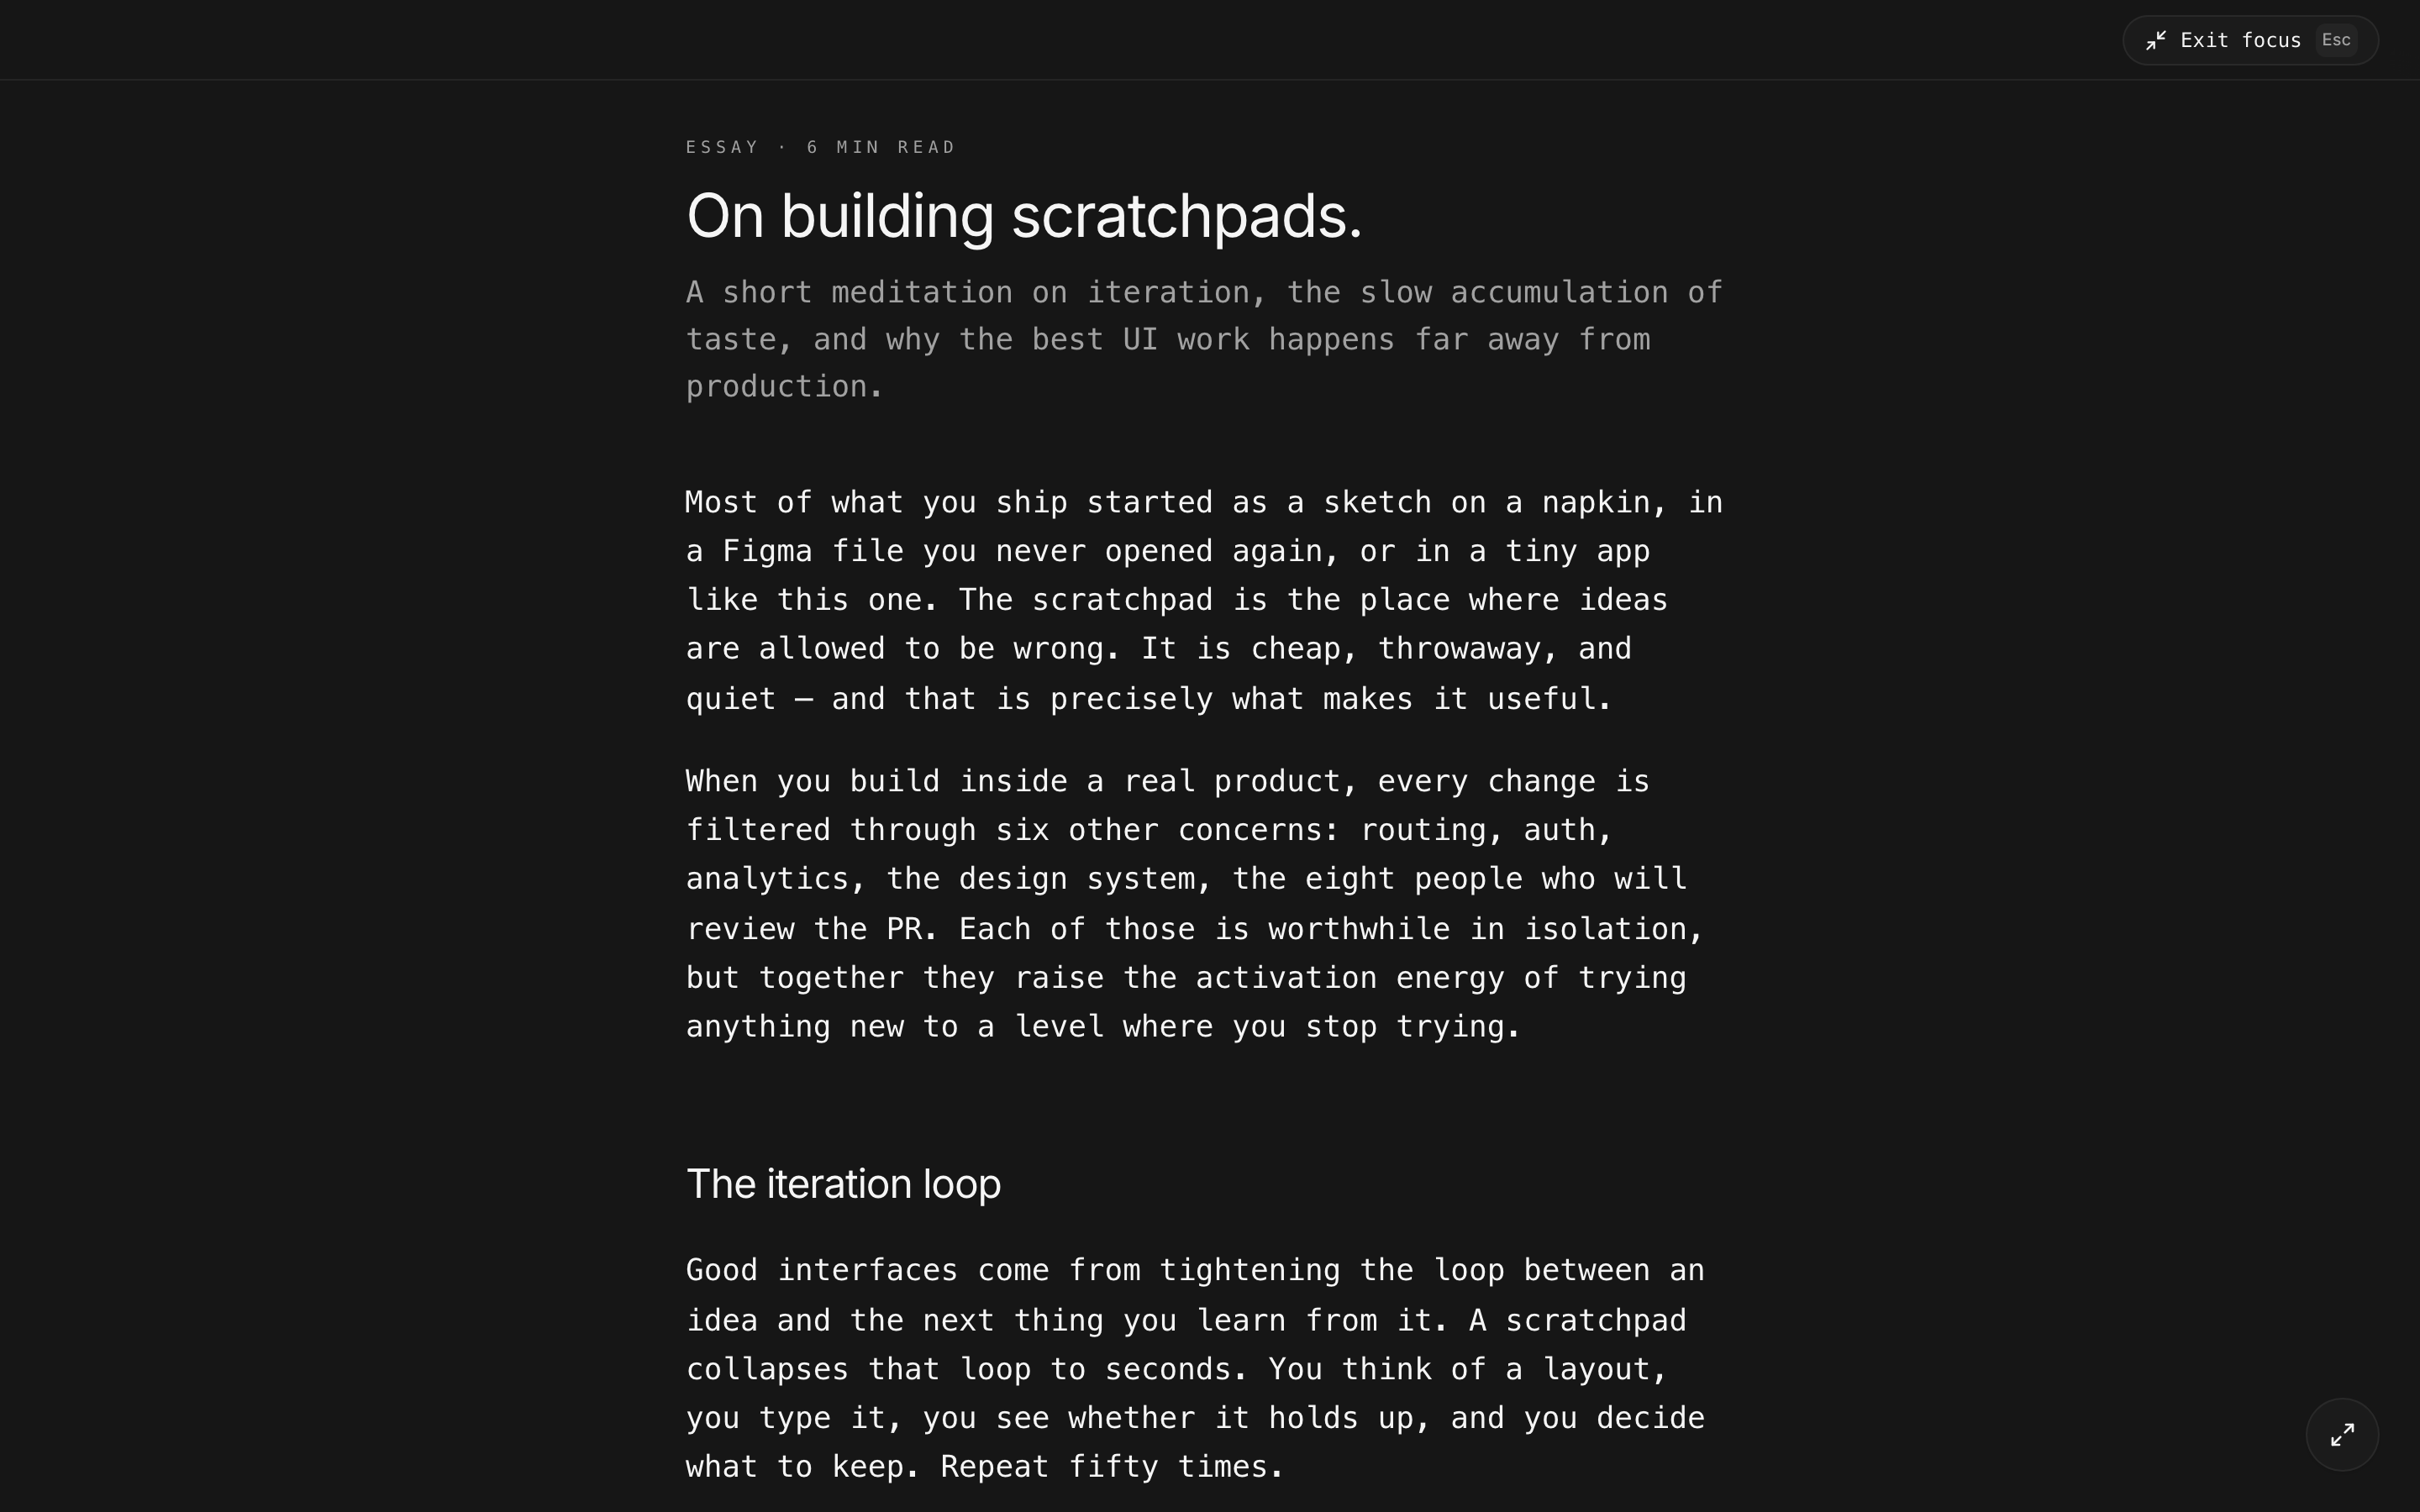 Exit focus Esc
ESSAY · 6 MIN READ
On building scratchpads.
A short meditation on iteration, the slow accumulation of
taste, and why the best UI work happens far away from
production.
Most of what you ship started as a sketch on a napkin, in
a Figma file you never opened again, or in a tiny app
like this one. The scratchpad is the place where ideas
are allowed to be wrong. It is cheap, throwaway, and
quiet — and that is precisely what makes it useful.
When you build inside a real product, every change is
filtered through six other concerns: routing, auth,
analytics, the design system, the eight people who will
review the PR. Each of those is worthwhile in isolation,
but together they raise the activation energy of trying
anything new to a level where you stop trying.
The iteration loop
Good interfaces come from tightening the loop between an
idea and the next thing you learn from it. A scratchpad
collapses that loop to seconds. You think of a layout,
you type it, you see whether it holds up, and you decide
what to keep. Repeat fifty times.